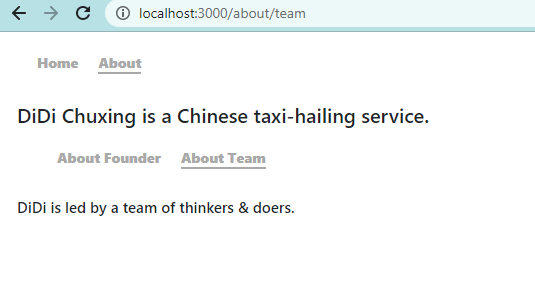 localhost:3000/about/team
Home About
DiDi Chuxing is a Chinese taxi-hailing service.
About Founder About Team
DiDi is led by a team of thinkers & doers.